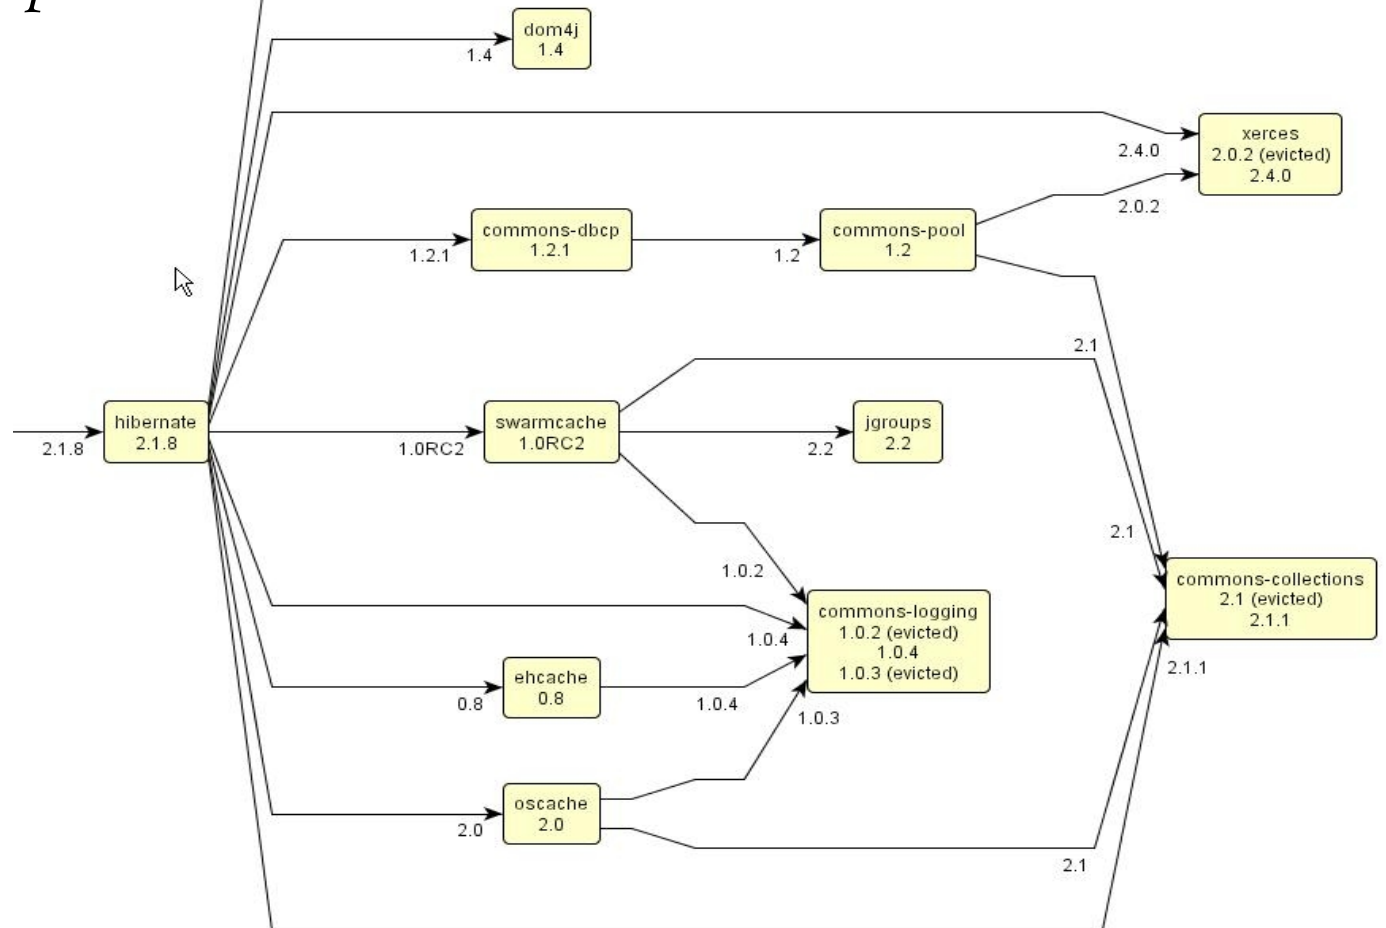 dom4j
1.4
1.4
xerces
2.0.2 (evicted)
2.4.0
2.4.0
2.0.2
commons-dbcp
1.2.1
1.2.1
commons-pool
1.2
1.2
2.1
hibernate
2.1.8
2.1.8
swarmcache
1.0RC2
1.0RC2
jgroups
2.2
2.2
2.1
commons-collections
2.1 (evicted)
2.1.1
2.1.1
1.0.2
commons-logging
1.0.2 (evicted)
1.0.4
1.0.3 (evicted)
1.0.4
ehcache
0.8
0.8
1.0.4
1.0.3
oscache
2.0
2.0
2.1